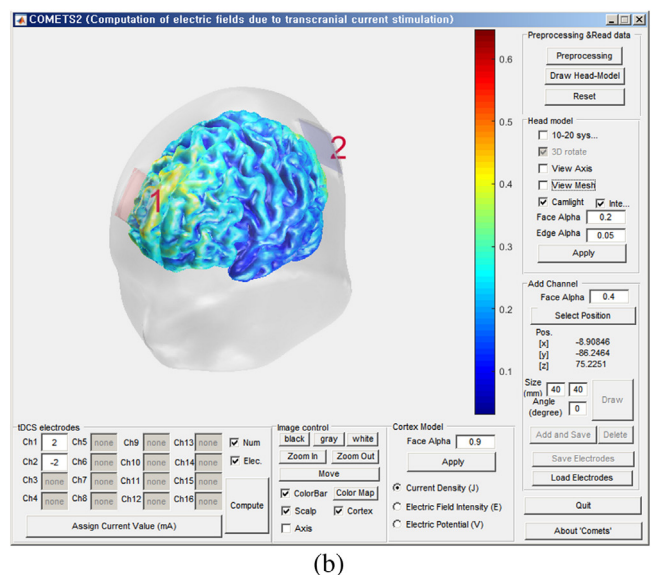 COMETS2 (Computation of electric fields due to transcranial current stimulation)
1
2
0.6
0.5
0.4
0.3
0.2
0.1
Preprocessing &Read data
Preprocessing
Draw Head-Model
Reset
Head model
10-20 sys...
3D rotate
View Axis
View Mesh
Camlight Inte...
Face Alpha 0.2
Edge Alpha 0.05
Apply
Add Channel
Face Alpha 0.4
Select Position
Pos.
[x] -8.90846
[y] -86.2464
[z] 75.2251
Size (mm) 40 40
Angle (degree) 0
Draw
Add and Save Delete
Save Electrodes
Load Electrodes
Quit
About 'Comets'
tDCS electrodes
Ch1 2 Ch5 none Ch9 none Ch13 none Num
Ch2 -2 Ch6 none Ch10 none Ch14 none Elec.
Ch3 none Ch7 none Ch11 none Ch15 none
Ch4 none Ch8 none Ch12 none Ch16 none
Compute
Assign Current Value (mA)
Image control
black gray white
Zoom In Zoom Out
Move
ColorBar Color Map
Scalp Cortex
Axis
Cortex Model
Face Alpha 0.9
Apply
Current Density (J)
Electric Field Intensity (E)
Electric Potential (V)
(b)